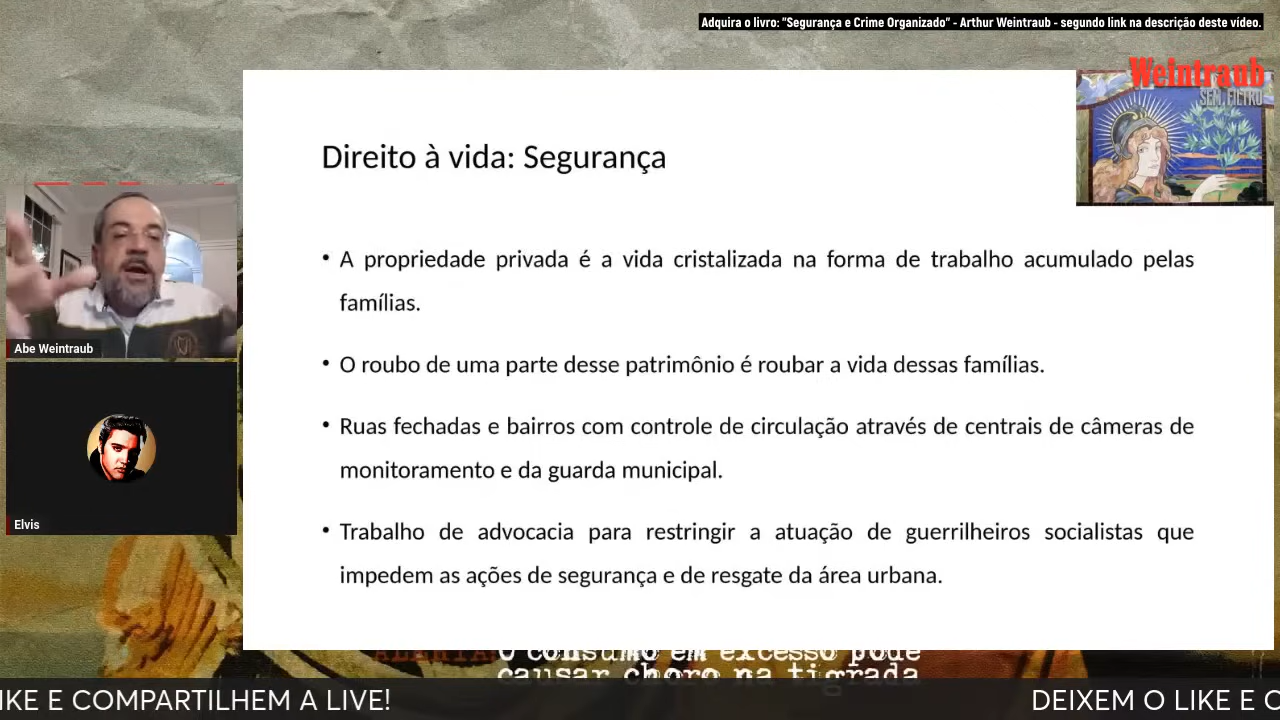 Adquira o livro: "Segurança e Crime Organizado" - Arthur Weintraub - segundo link na descrição deste vídeo.
Weintraub
SEM FILTRO
Direito à vida: Segurança
• A propriedade privada é a vida cristalizada na forma de trabalho acumulado pelas
famílias.
• O roubo de uma parte desse patrimônio é roubar a vida dessas famílias.
• Ruas fechadas e bairros com controle de circulação através de centrais de câmeras de
monitoramento e da guarda municipal.
• Trabalho de advocacia para restringir a atuação de guerrilheiros socialistas que
impedem as ações de segurança e de resgate da área urbana.
Abe Weintraub
Elvis
ALERTA: O consumo em excesso pode
causar choro na tigrada
IKE E COMPARTILHEM A LIVE!
DEIXEM O LIKE E C